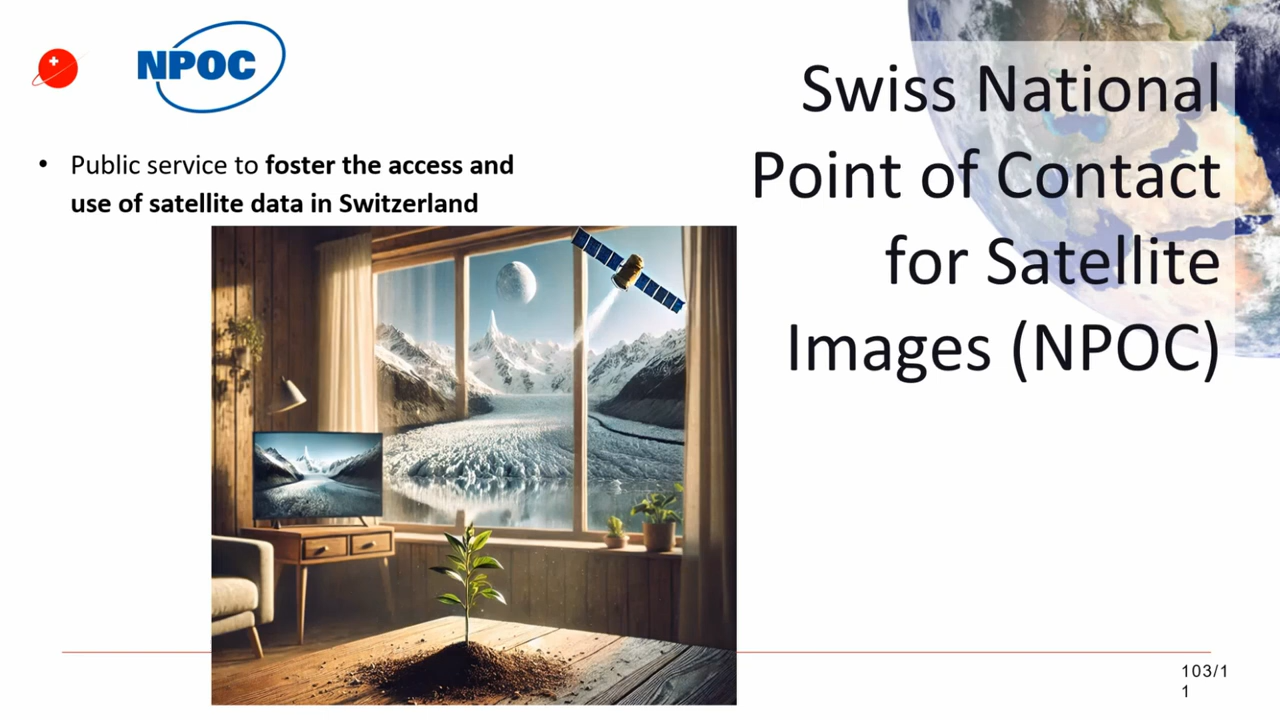 NPOC
Swiss National
Point of Contact
for Satellite
Images (NPOC)
• Public service to foster the access and
use of satellite data in Switzerland
103/1
1